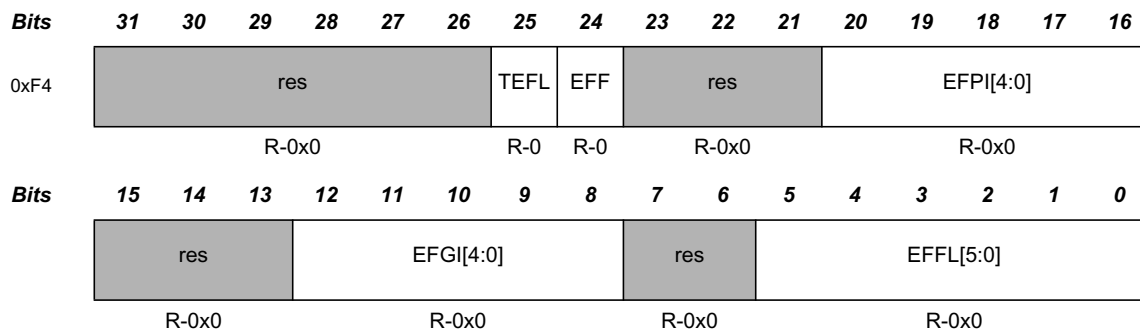 Bits 31 30 29 28 27 26 25 24 23 22 21 20 19 18 17 16
0xF4 res TEFL EFF res EFPI[4:0]
R-0x0 R-0 R-0 R-0x0 R-0x0
Bits 15 14 13 12 11 10 9 8 7 6 5 4 3 2 1 0
res EFGI[4:0] res EFFL[5:0]
R-0x0 R-0x0 R-0x0 R-0x0